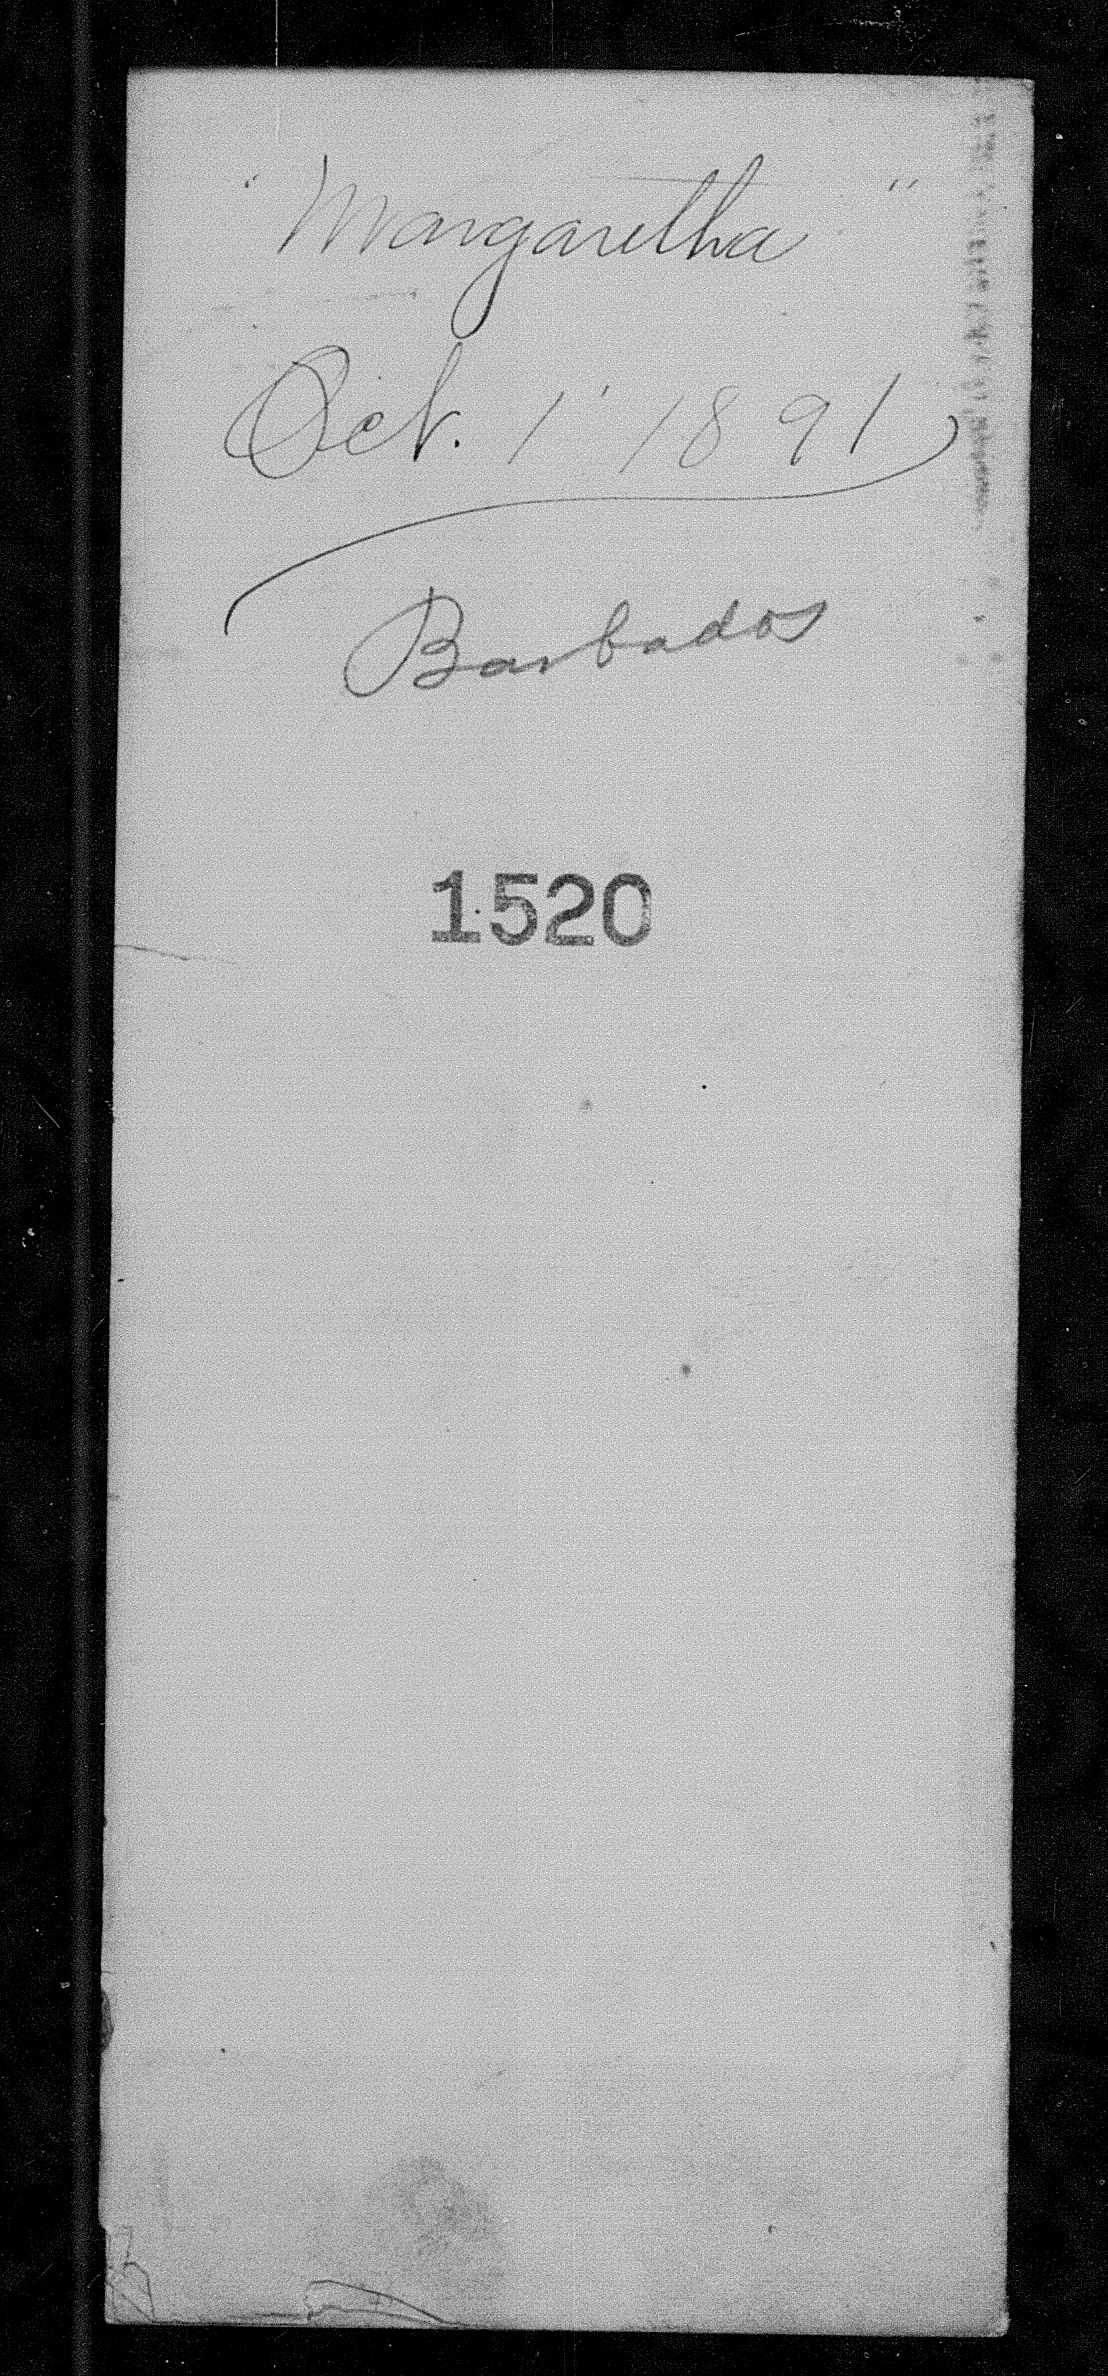 "Margaretha"
Oct. 1' 1891
Barbados
1520